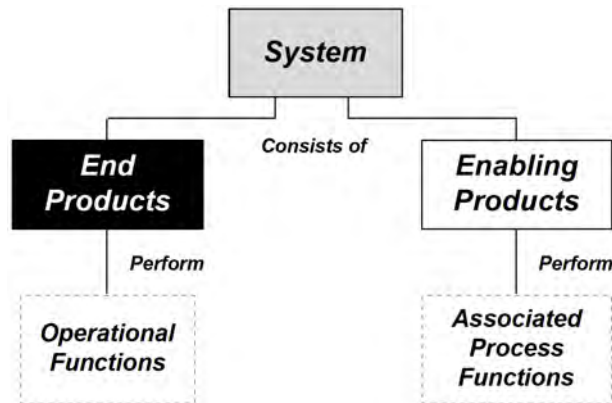 System
Consists of
End
Products
Enabling
Products
Perform
Perform
Operational
Functions
Associated
Process
Functions